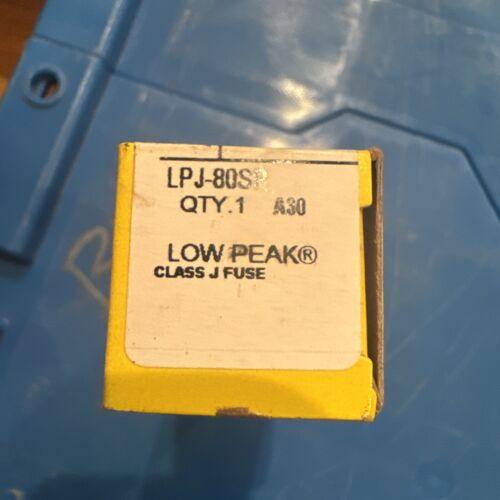 LPJ-80SP
QTY.1 A30
LOW PEAK®
CLASS J FUSE